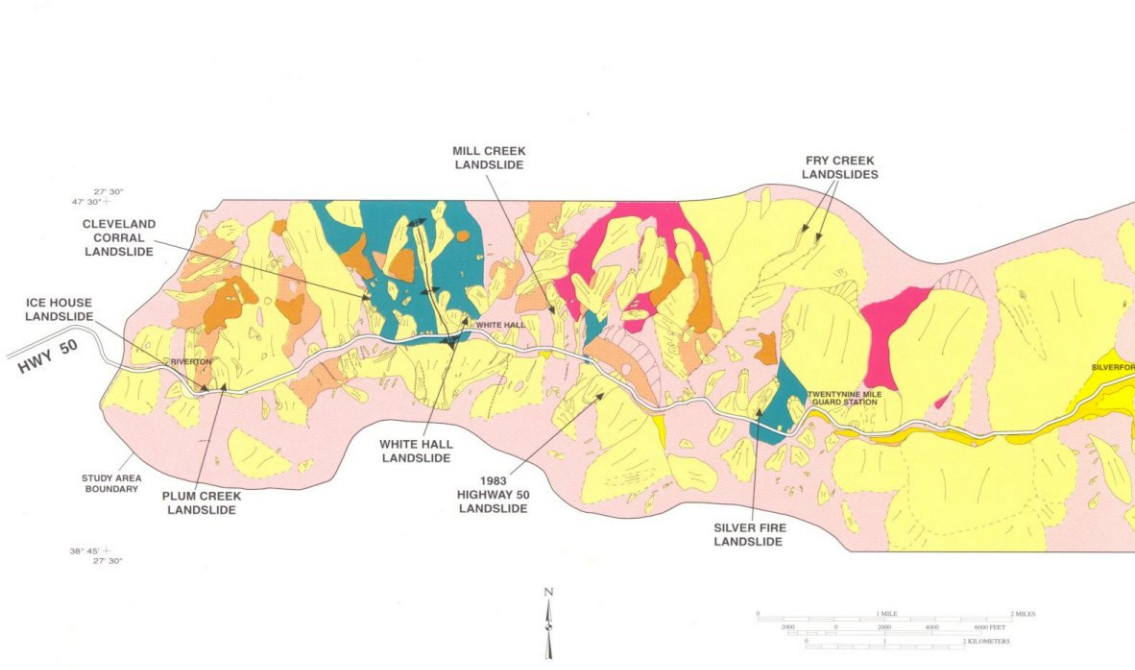 MILL CREEK
LANDSLIDE
FRY CREEK
LANDSLIDES
27' 30"
47' 30"
CLEVELAND
CORRAL
LANDSLIDE
ICE HOUSE
LANDSLIDE
HWY 50
RIVERTON
WHITE HALL
SILVERFOR
TWENTYNINE MILE
GUARD STATION
WHITE HALL
LANDSLIDE
STUDY AREA
BOUNDARY
PLUM CREEK
LANDSLIDE
1983
HIGHWAY 50
LANDSLIDE
SILVER FIRE
LANDSLIDE
38° 45'
27' 30"
N
0 1 MILE 2 MILES
2000 0 2000 4000 6000 FEET
0 1 2 KILOMETERS